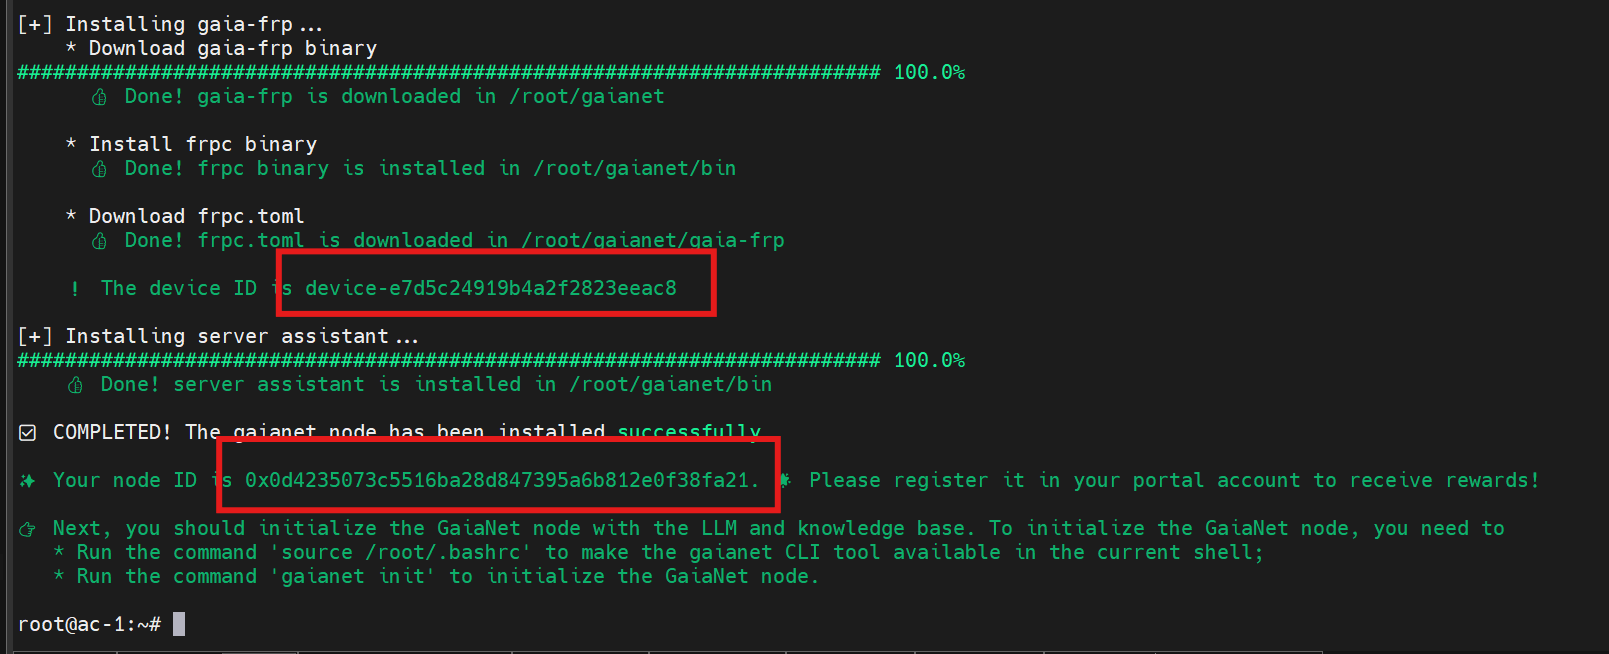 [+] Installing gaia-frp...
* Download gaia-frp binary
######################################################################## 100.0%
👍 Done! gaia-frp is downloaded in /root/gaianet
* Install frpc binary
👍 Done! frpc binary is installed in /root/gaianet/bin
* Download frpc.toml
👍 Done! frpc.toml is downloaded in /root/gaianet/gaia-frp
! The device ID is device-e7d5c24919b4a2f2823eeac8
[+] Installing server assistant...
######################################################################## 100.0%
👍 Done! server assistant is installed in /root/gaianet/bin
☑ COMPLETED! The gaianet node has been installed successfully
✨ Your node ID is 0x0d4235073c5516ba28d847395a6b812e0f38fa21. 🌟 Please register it in your portal account to receive rewards!
👉 Next, you should initialize the GaiaNet node with the LLM and knowledge base. To initialize the GaiaNet node, you need to
* Run the command 'source /root/.bashrc' to make the gaianet CLI tool available in the current shell;
* Run the command 'gaianet init' to initialize the GaiaNet node.
root@ac-1:~#